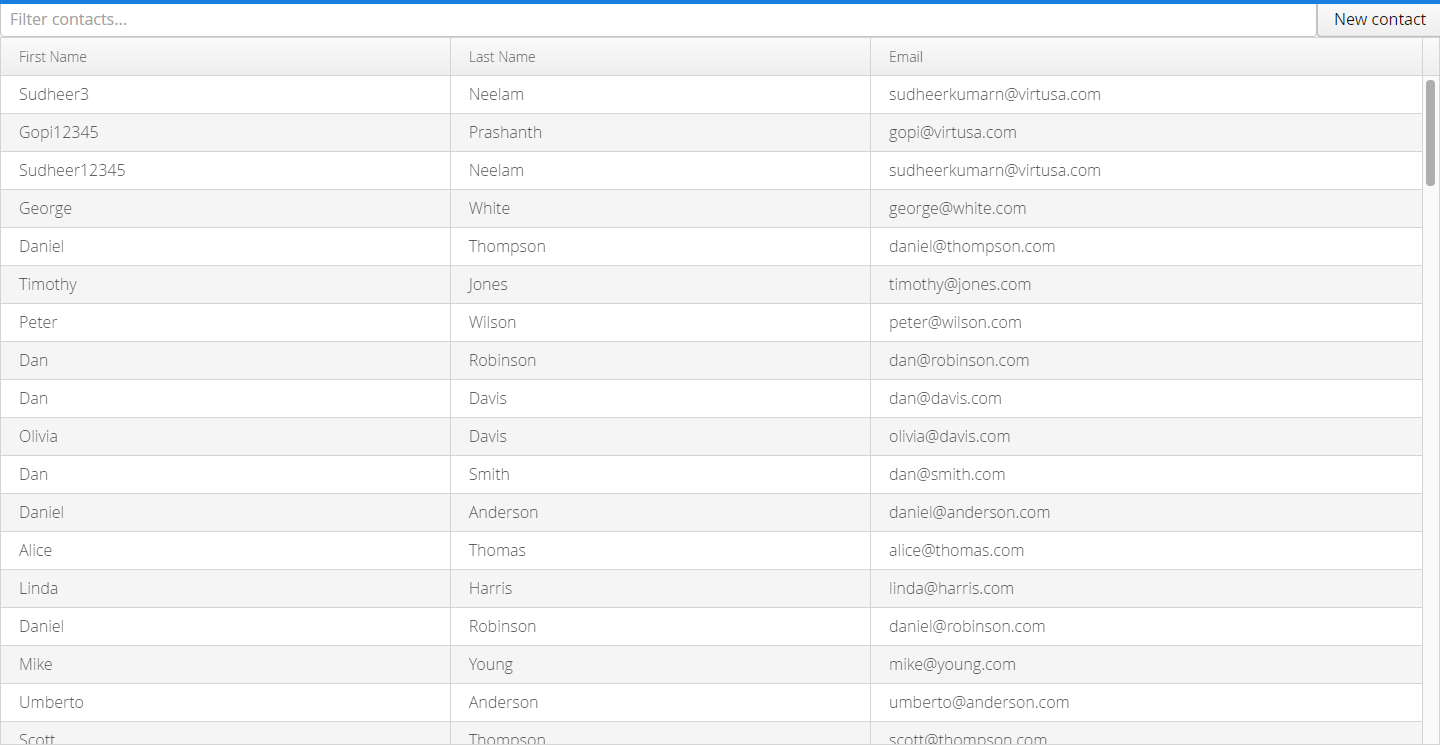 Filter contacts...
New contact
First Name Last Name Email
Sudheer3 Neelam sudheerkumarn@virtusa.com
Gopi12345 Prashanth gopi@virtusa.com
Sudheer12345 Neelam sudheerkumarn@virtusa.com
George White george@white.com
Daniel Thompson daniel@thompson.com
Timothy Jones timothy@jones.com
Peter Wilson peter@wilson.com
Dan Robinson dan@robinson.com
Dan Davis dan@davis.com
Olivia Davis olivia@davis.com
Dan Smith dan@smith.com
Daniel Anderson daniel@anderson.com
Alice Thomas alice@thomas.com
Linda Harris linda@harris.com
Daniel Robinson daniel@robinson.com
Mike Young mike@young.com
Umberto Anderson umberto@anderson.com
Scott Thompson scott@thompson.com